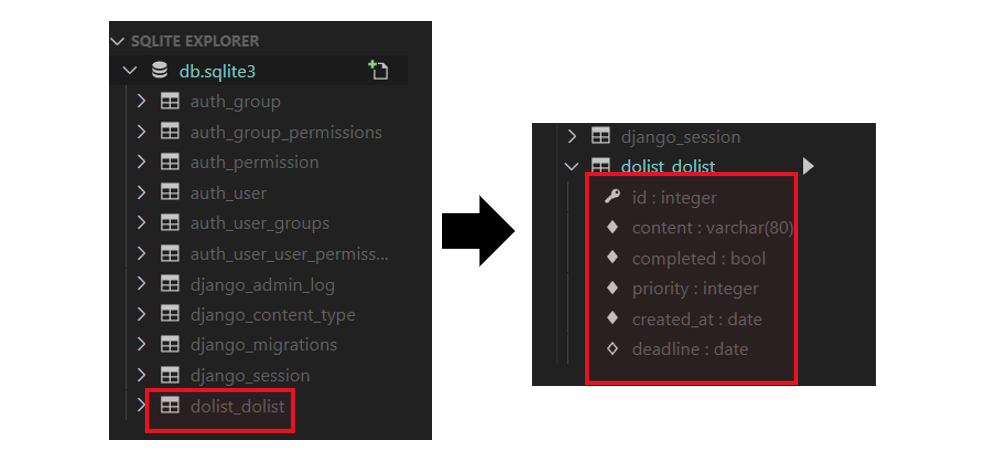 SQLITE EXPLORER
db.sqlite3
auth_group
auth_group_permissions
auth_permission
auth_user
auth_user_groups
auth_user_user_permiss...
django_admin_log
django_content_type
django_migrations
django_session
dolist_dolist
django_session
dolist_dolist
id : integer
content : varchar(80)
completed : bool
priority : integer
created_at : date
deadline : date